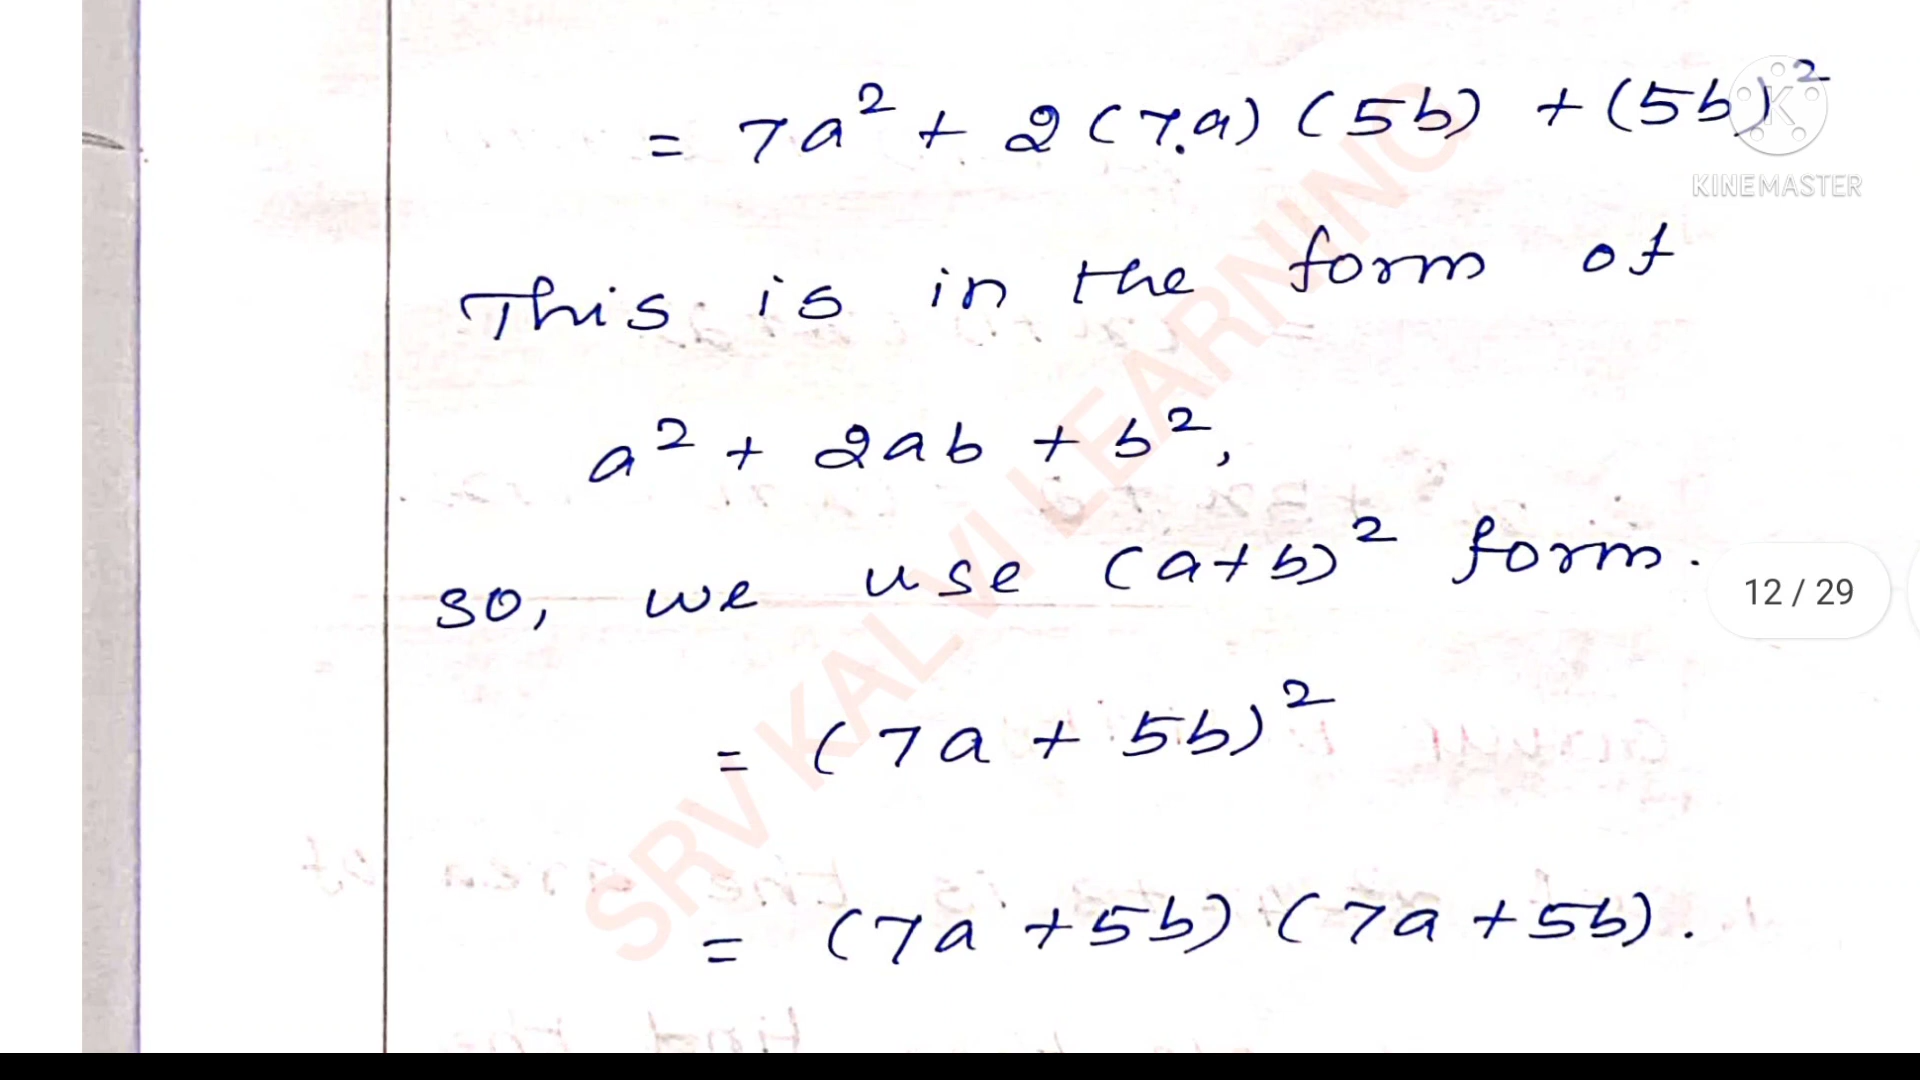 = 7a² + 2(7a)(5b) + (5b)²
KINEMASTER
This is in the form of
a² + 2ab + b²,
so, we use (a+b)² form.
12 / 29
= (7a + 5b)²
= (7a +5b) (7a +5b).
SRV KALVI LEARNING